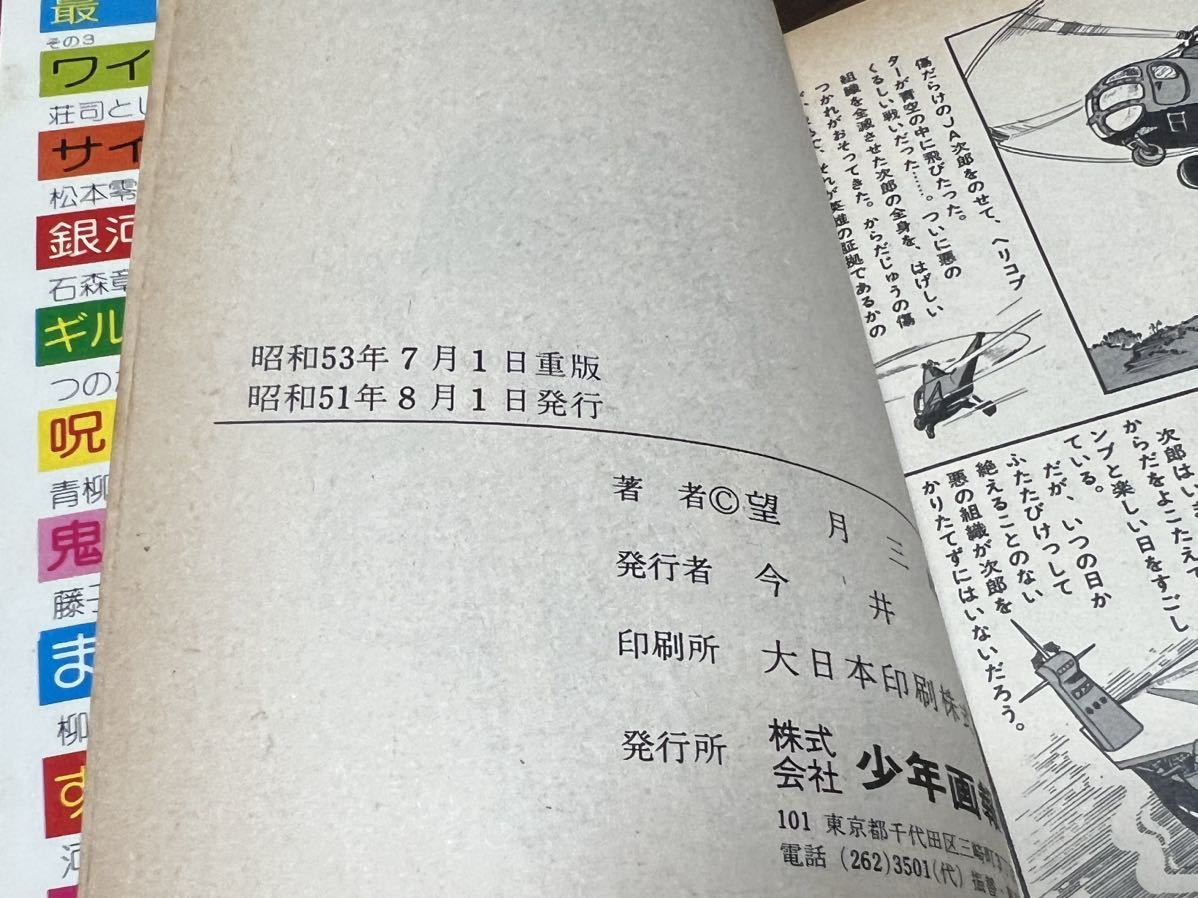 叢
その3
ワイ
荘司とし
サイ
松本零
銀河
石森章
ギル
つのだ
呪
青柳
鬼
藤子
ま
柳
す
河
昭和53年7月1日重版
昭和51年8月1日発行
著 者©望 月 三
発行者 今 井
印刷所 大日本印刷株
発行所 株式会社 少年画報
101 東京都千代田区三崎町
電話 (262)3501(代) 振替・
傷だらけのJA次郎をのせて、ヘリコプ
ターが青空の中に飛びたった。
くるしい戦いだった……。ついに悪の
組織を全滅させた次郎の全身を、はげしい
つかれがおそってきた。からだじゅうの傷
それが英雄の証拠であるかの
次郎はいま
からだをよこたえて
ンプと楽しい日をすごし
ている。
だが、いつの日か
ふたたびけっして
絶えることのない
悪の組織が次郎を
かりたてずにはいないだろう。